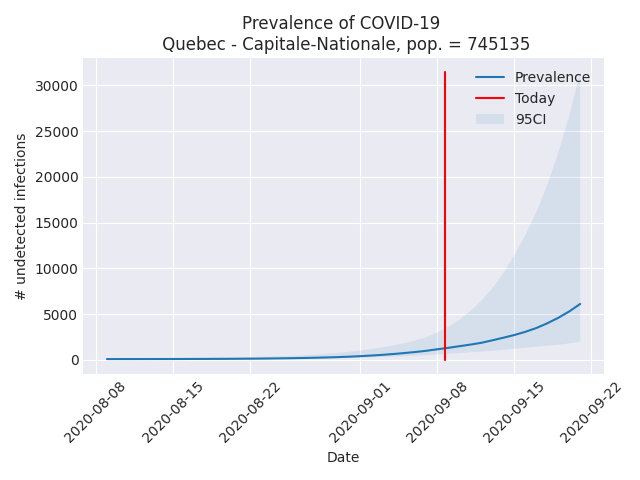 Prevalence of COVID-19
Quebec - Capitale-Nationale, pop. = 745135
30000
25000
20000
15000
10000
5000
0
# undetected infections
Prevalence
Today
95CI
2020-08-08
2020-08-15
2020-08-22
2020-09-01
2020-09-08
2020-09-15
2020-09-22
Date